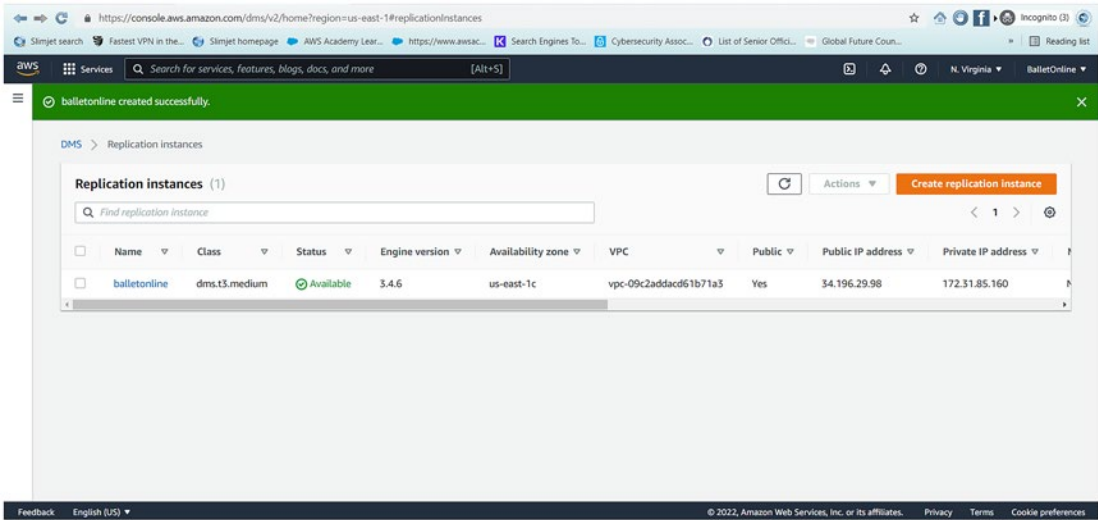 https://console.aws.amazon.com/dms/v2/home?region=us-east-1#replicationInstances Incognito (3)
Slimjet search Fastest VPN in the... Slimjet homepage AWS Academy Lear... https://www.awsac... Search Engines To... Cybersecurity Assoc... List of Senior Offici... Global Future Coun... » Reading list
aws Services Search for services, features, blogs, docs, and more [Alt+S] N. Virginia BalletOnline
balletonline created successfully.
DMS > Replication instances
Replication instances (1) Actions Create replication instance
Find replication instance < 1 >
Name Class Status Engine version Availability zone VPC Public Public IP address Private IP address
balletonline dms.t3.medium Available 3.4.6 us-east-1c vpc-09c2addacd61b71a3 Yes 34.196.29.98 172.31.85.160
Feedback English (US) © 2022, Amazon Web Services, Inc. or its affiliates. Privacy Terms Cookie preferences